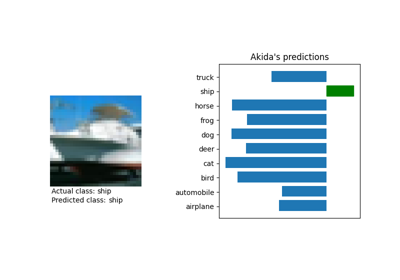 Akida's predictions
truck
ship
horse
frog
dog
deer
cat
bird
automobile
airplane
Actual class: ship
Predicted class: ship